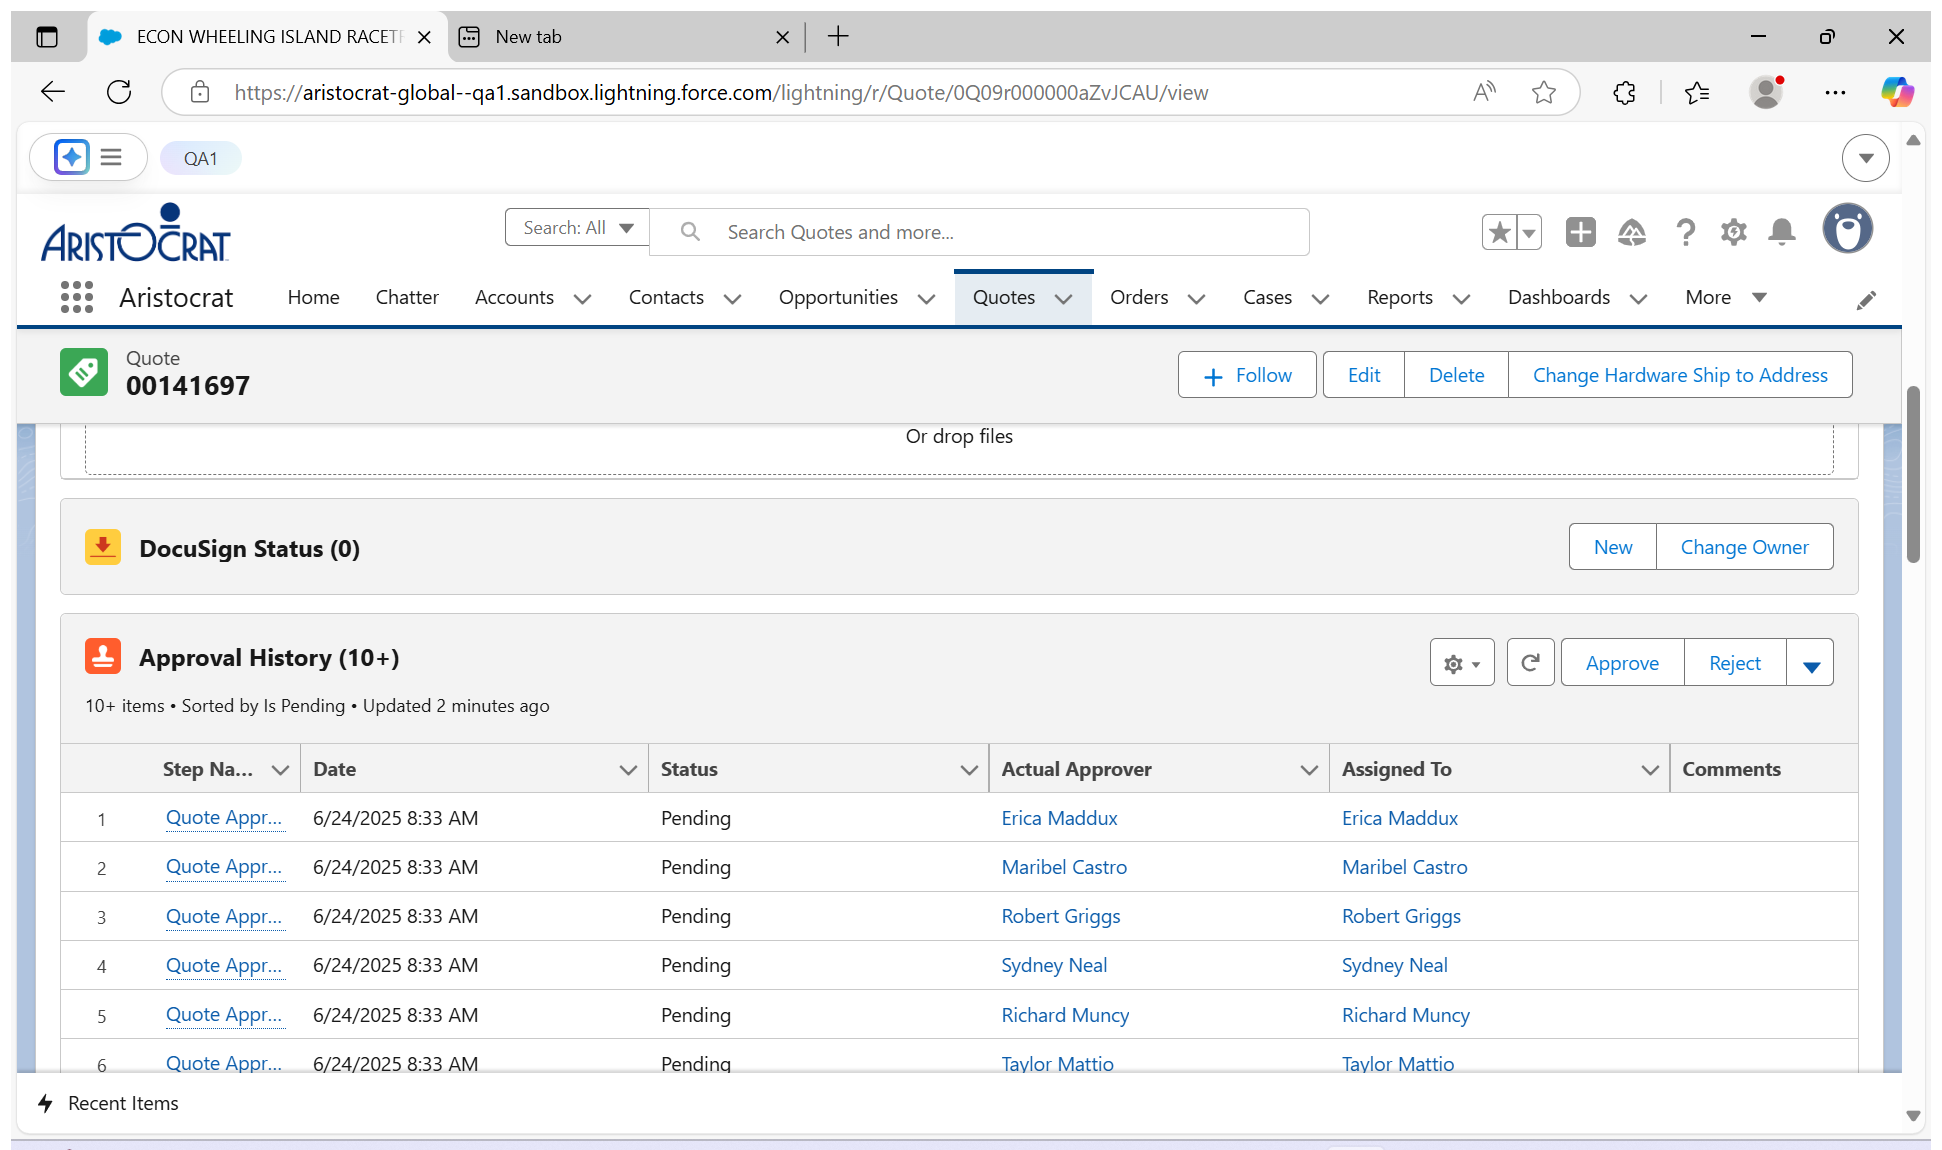 ECON WHEELING ISLAND RACET
New tab
https://aristocrat-global--qa1.sandbox.lightning.force.com/lightning/r/Quote/0Q09r000000aZvJCAU/view
QA1
ARISTOCRAT
Search: All
Search Quotes and more...
Aristocrat
Home
Chatter
Accounts
Contacts
Opportunities
Quotes
Orders
Cases
Reports
Dashboards
More
Quote
00141697
Follow
Edit
Delete
Change Hardware Ship to Address
Or drop files
DocuSign Status (0)
New
Change Owner
Approval History (10+)
10+ items • Sorted by Is Pending • Updated 2 minutes ago
Approve
Reject
Step Na... Date Status Actual Approver Assigned To Comments
1 Quote Appr... 6/24/2025 8:33 AM Pending Erica Maddux Erica Maddux
2 Quote Appr... 6/24/2025 8:33 AM Pending Maribel Castro Maribel Castro
3 Quote Appr... 6/24/2025 8:33 AM Pending Robert Griggs Robert Griggs
4 Quote Appr... 6/24/2025 8:33 AM Pending Sydney Neal Sydney Neal
5 Quote Appr... 6/24/2025 8:33 AM Pending Richard Muncy Richard Muncy
6 Quote Appr... 6/24/2025 8:33 AM Pending Taylor Mattio Taylor Mattio
Recent Items